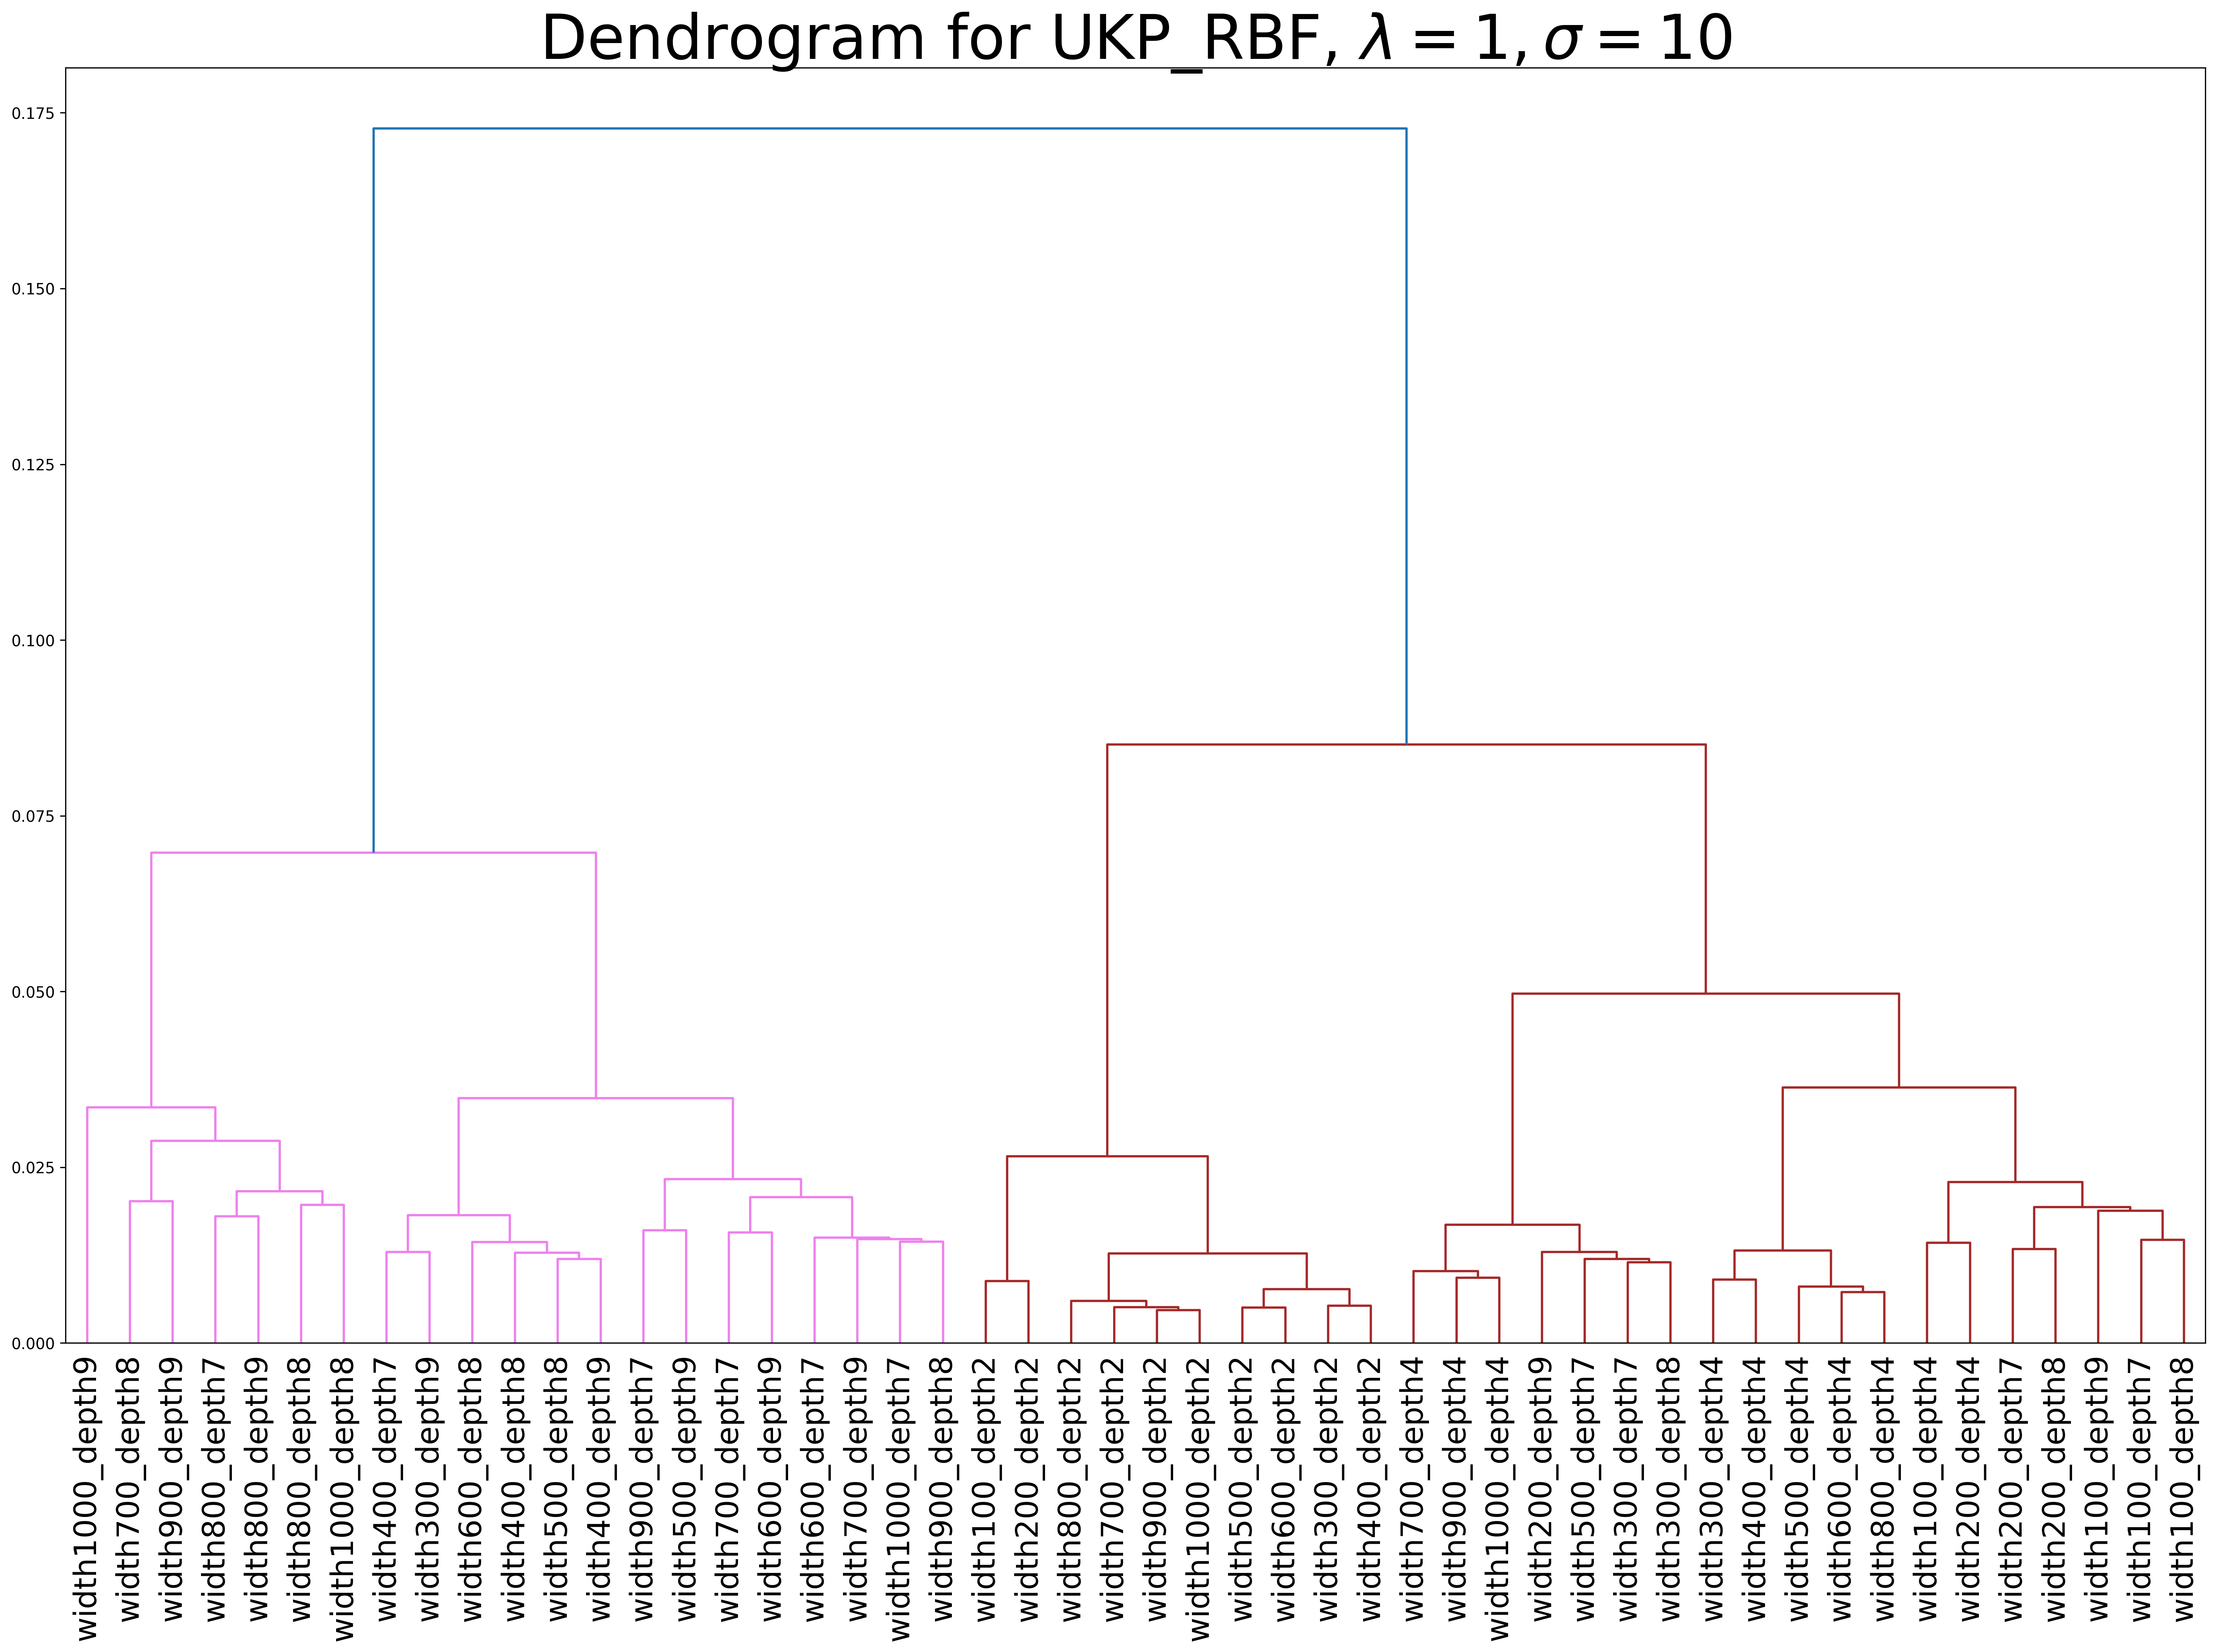 Dendrogram for UKP_RBF, λ = 1, σ = 10
0.175
0.150
0.125
0.100
0.075
0.050
0.025
0.000
width1000_depth9
width700_depth8
width900_depth9
width800_depth7
width800_depth9
width800_depth8
width1000_depth8
width400_depth7
width300_depth9
width600_depth8
width400_depth8
width500_depth8
width400_depth9
width900_depth7
width500_depth9
width700_depth7
width600_depth9
width600_depth7
width700_depth9
width1000_depth7
width900_depth8
width100_depth2
width200_depth2
width800_depth2
width700_depth2
width900_depth2
width1000_depth2
width500_depth2
width600_depth2
width300_depth2
width400_depth2
width700_depth4
width900_depth4
width1000_depth4
width200_depth9
width500_depth7
width300_depth7
width300_depth8
width300_depth4
width400_depth4
width500_depth4
width600_depth4
width800_depth4
width100_depth4
width200_depth4
width200_depth7
width200_depth8
width100_depth9
width100_depth7
width100_depth8